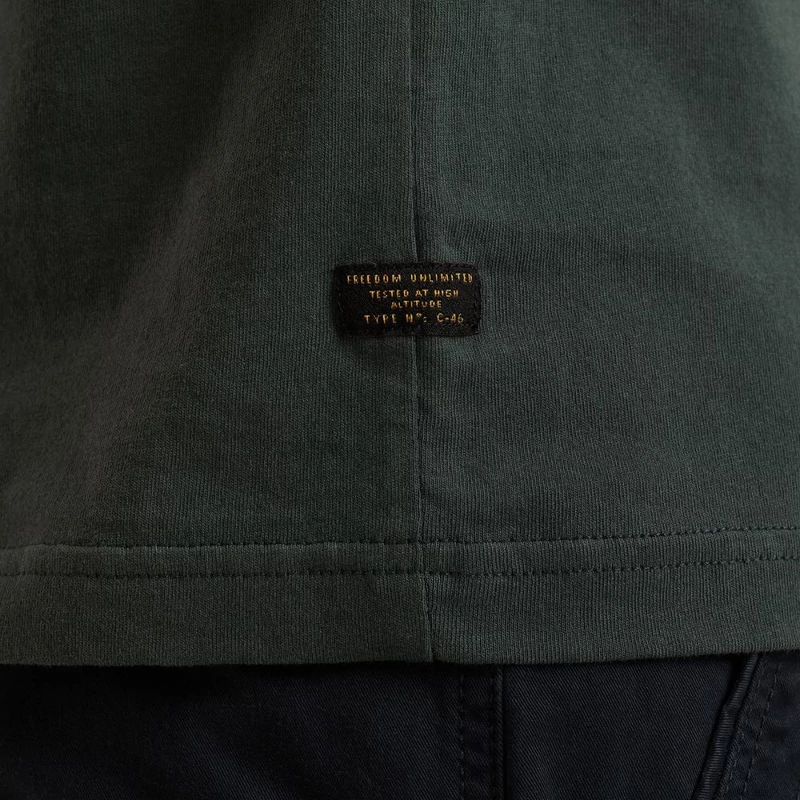 FREEDOM UNLIMITED
TESTED AT HIGH
ALTITUDE
TYPE Nº: C-46